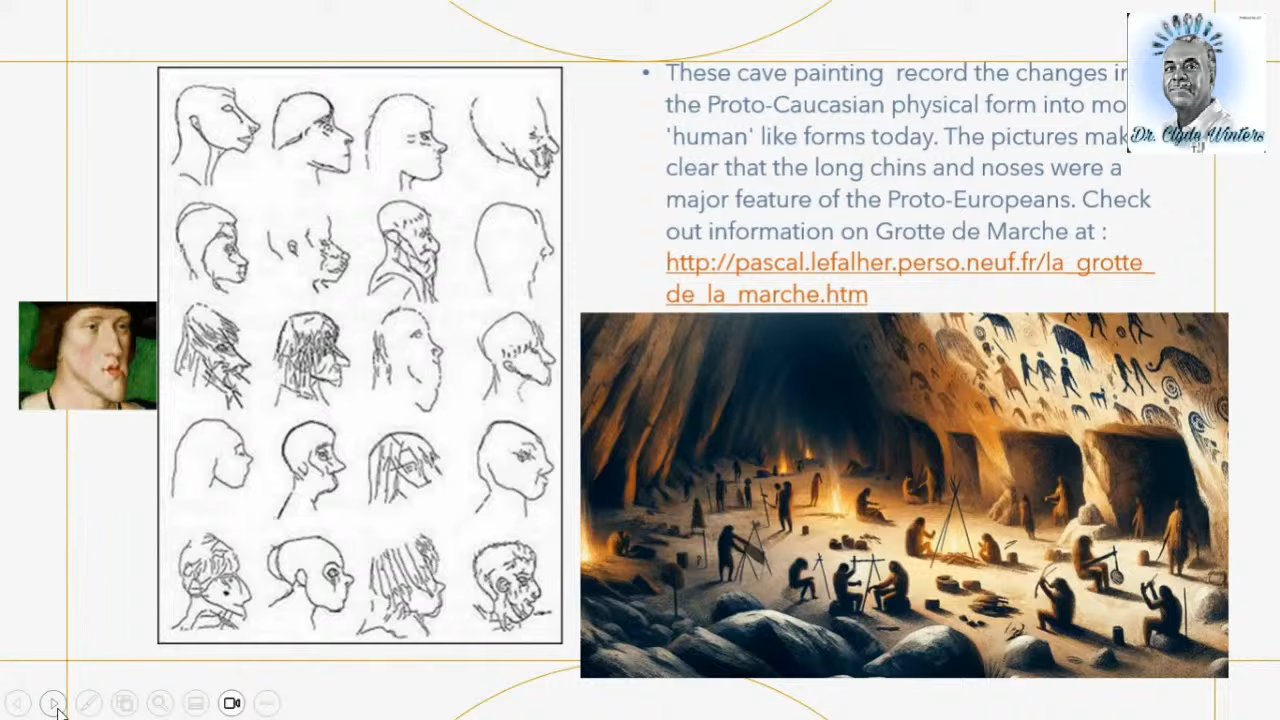 • These cave painting record the changes in
the Proto-Caucasian physical form into mo
'human' like forms today. The pictures mak
clear that the long chins and noses were a
major feature of the Proto-Europeans. Check
out information on Grotte de Marche at :
http://pascal.lefalher.perso.neuf.fr/la_grotte_
de_la_marche.htm
Dr. Clyde Winters